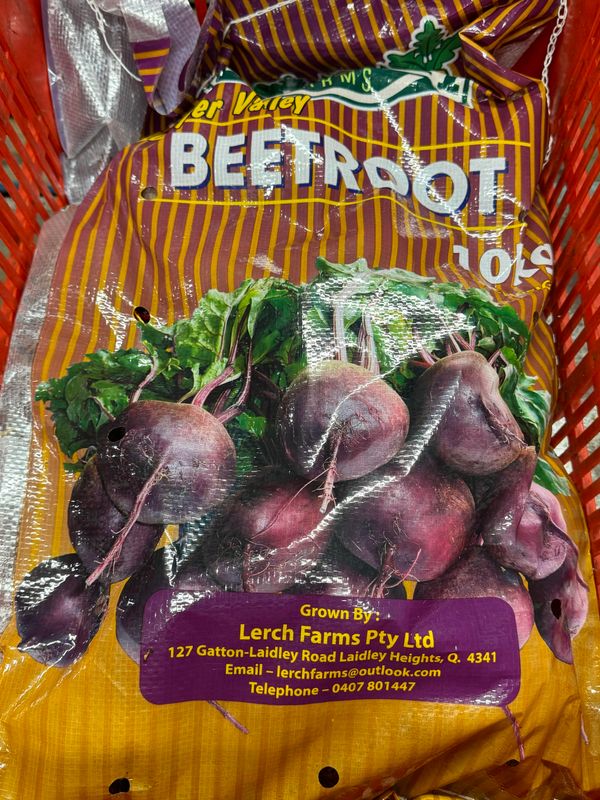 Valley
BEETROOT
10
Grown By :
Lerch Farms Pty Ltd
127 Gatton-Laidley Road Laidley Heights, Q. 4341
Email – lerchfarms@outlook.com
Telephone – 0407 801447